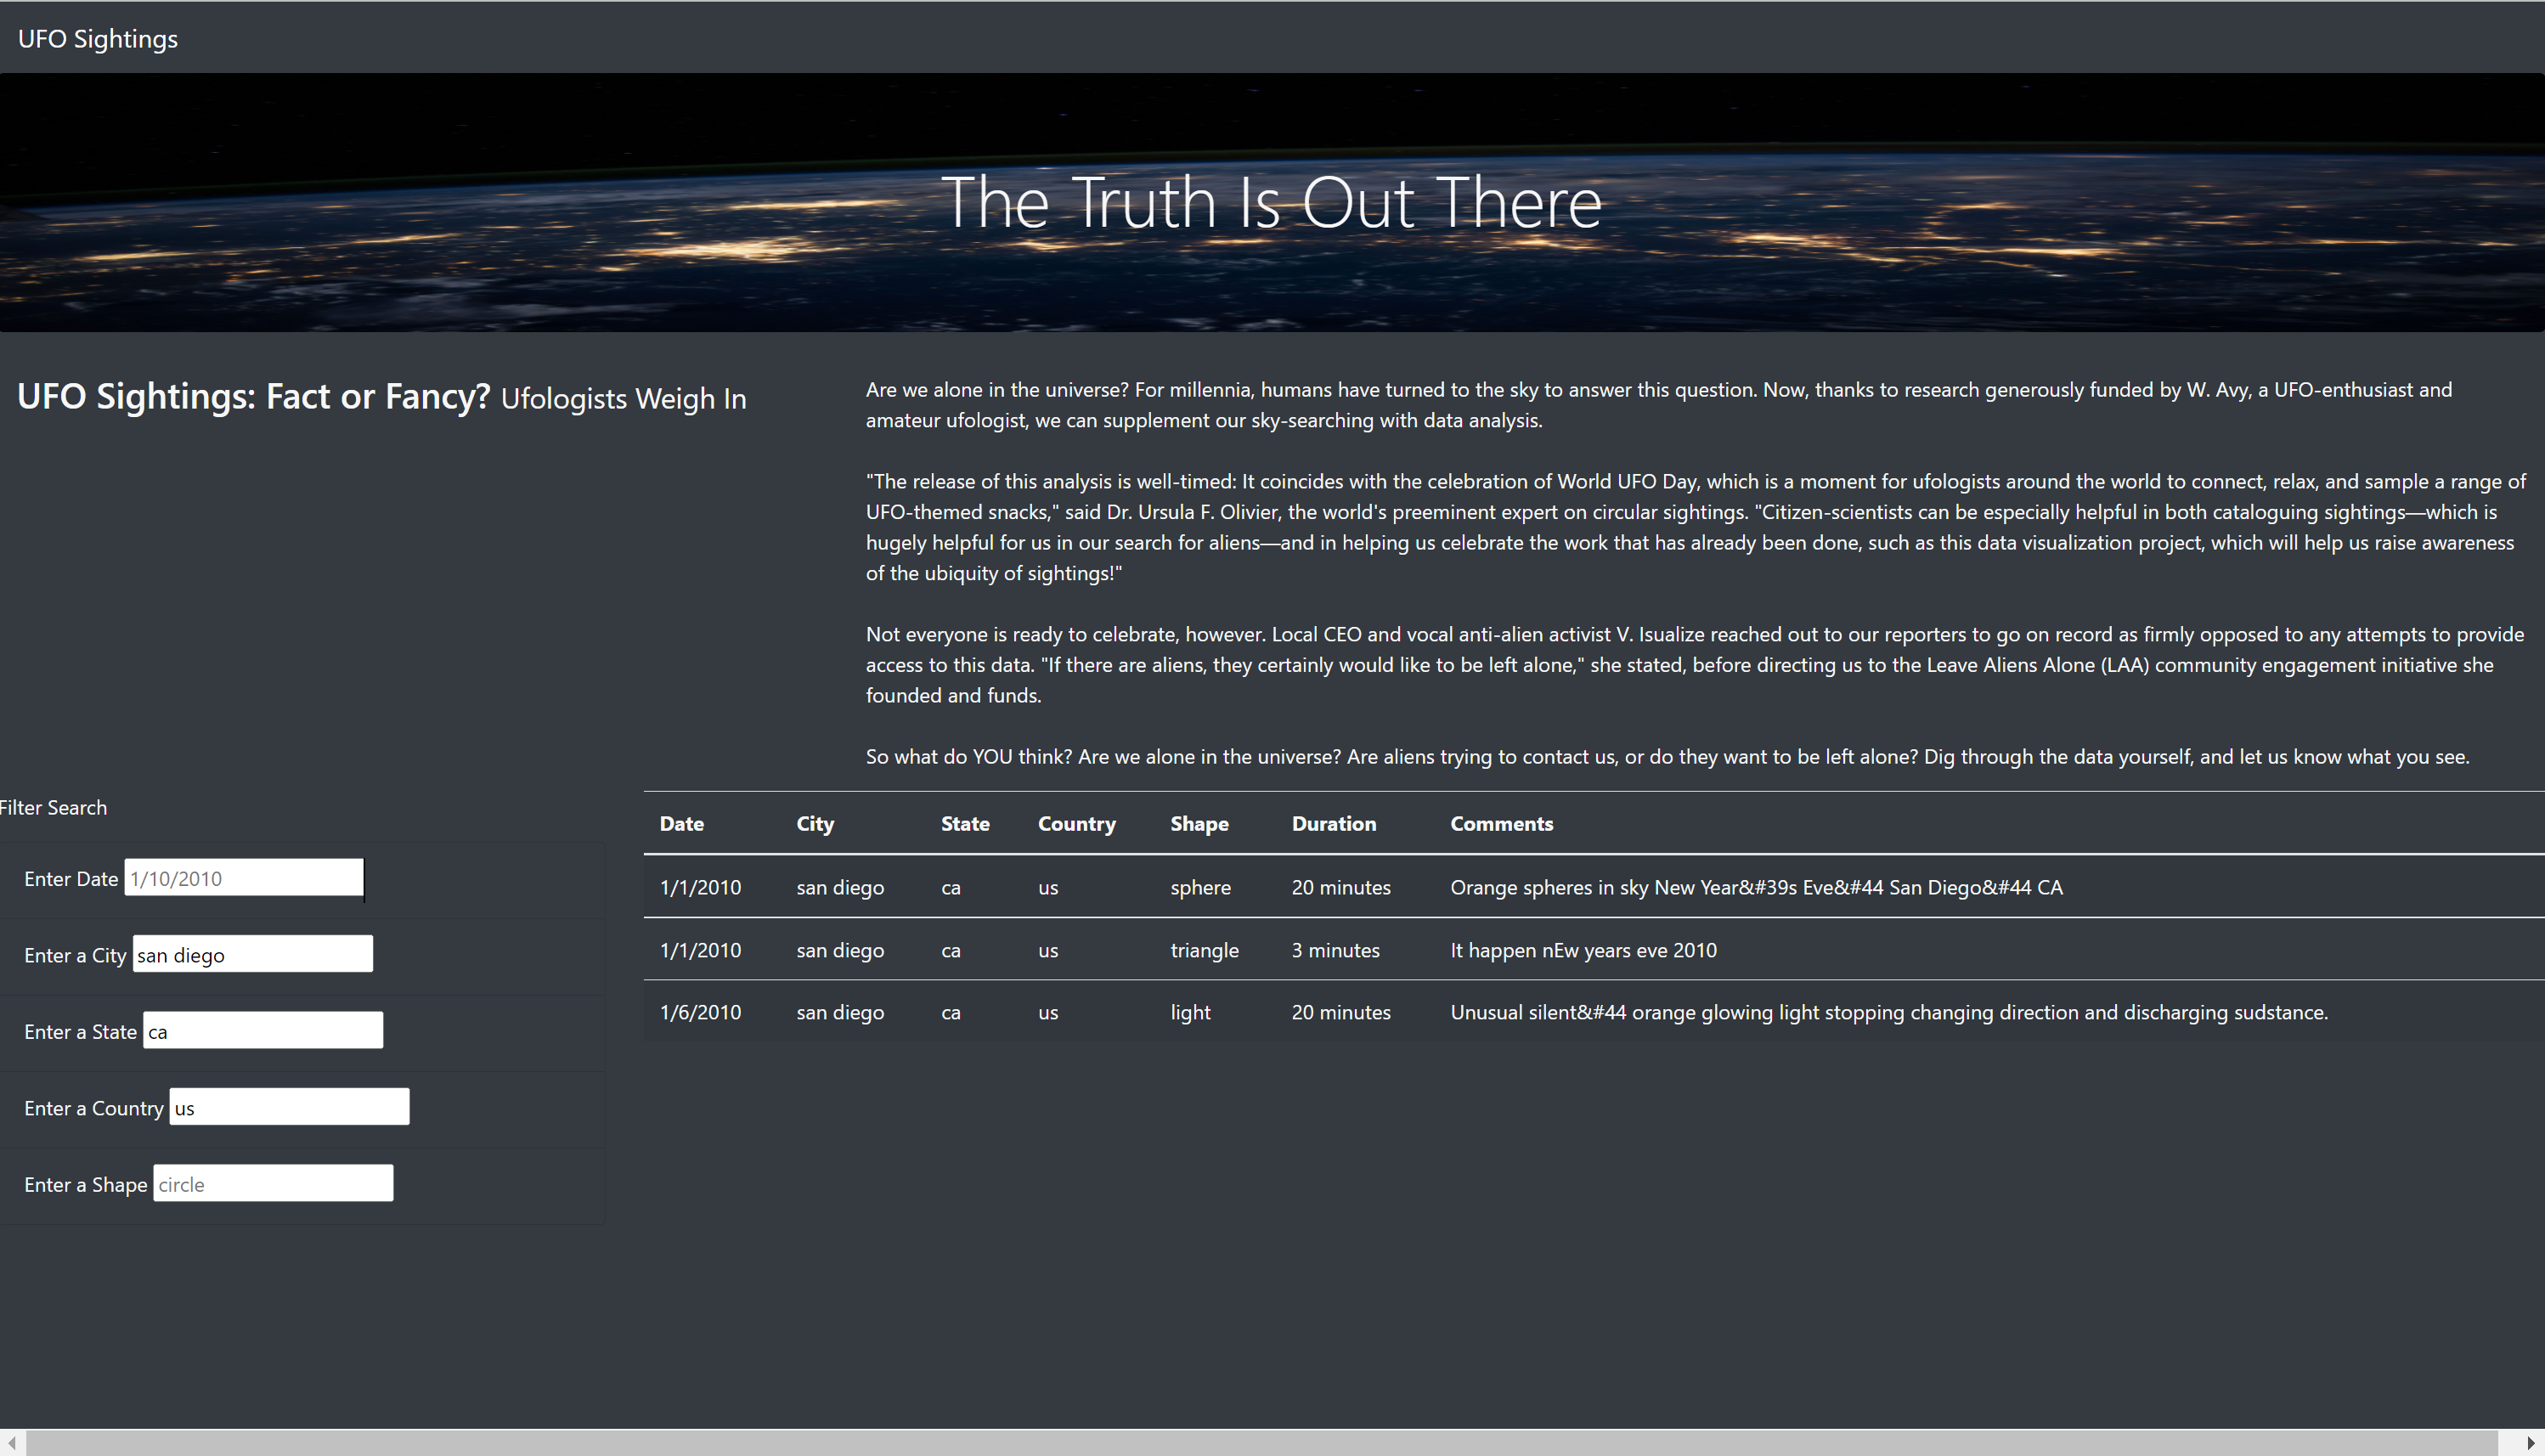 UFO Sightings
The Truth Is Out There
UFO Sightings: Fact or Fancy? Ufologists Weigh In
Are we alone in the universe? For millennia, humans have turned to the sky to answer this question. Now, thanks to research generously funded by W. Avy, a UFO-enthusiast and
amateur ufologist, we can supplement our sky-searching with data analysis.
"The release of this analysis is well-timed: It coincides with the celebration of World UFO Day, which is a moment for ufologists around the world to connect, relax, and sample a range of
UFO-themed snacks," said Dr. Ursula F. Olivier, the world's preeminent expert on circular sightings. "Citizen-scientists can be especially helpful in both cataloguing sightings—which is
hugely helpful for us in our search for aliens—and in helping us celebrate the work that has already been done, such as this data visualization project, which will help us raise awareness
of the ubiquity of sightings!"
Not everyone is ready to celebrate, however. Local CEO and vocal anti-alien activist V. Isualize reached out to our reporters to go on record as firmly opposed to any attempts to provide
access to this data. "If there are aliens, they certainly would like to be left alone," she stated, before directing us to the Leave Aliens Alone (LAA) community engagement initiative she
founded and funds.
So what do YOU think? Are we alone in the universe? Are aliens trying to contact us, or do they want to be left alone? Dig through the data yourself, and let us know what you see.
Filter Search
Enter Date 1/10/2010
Enter a City san diego
Enter a State ca
Enter a Country us
Enter a Shape circle
Date City State Country Shape Duration Comments
1/1/2010 san diego ca us sphere 20 minutes Orange spheres in sky New Year&#39s Eve&#44 San Diego&#44 CA
1/1/2010 san diego ca us triangle 3 minutes It happen nEw years eve 2010
1/6/2010 san diego ca us light 20 minutes Unusual silent&#44 orange glowing light stopping changing direction and discharging sudstance.